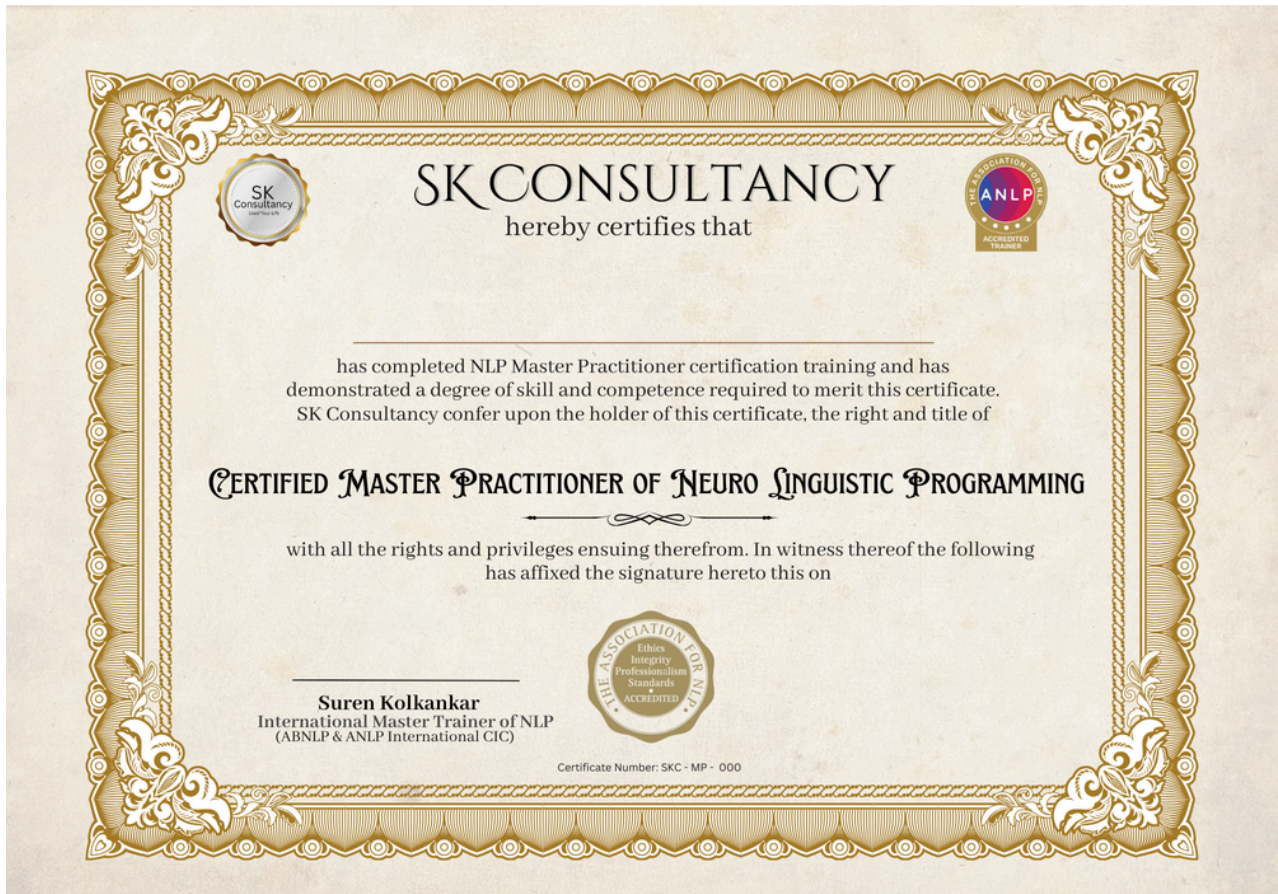 SK CONSULTANCY
hereby certifies that
SK
Consultancy
Lead Your Life
THE ASSOCIATION FOR NLP
ANLP
ACCREDITED
TRAINER
has completed NLP Master Practitioner certification training and has
demonstrated a degree of skill and competence required to merit this certificate.
SK Consultancy confer upon the holder of this certificate, the right and title of
CERTIFIED MASTER PRACTITIONER OF NEURO LINGUISTIC PROGRAMMING
with all the rights and privileges ensuing therefrom. In witness thereof the following
has affixed the signature hereto this on
THE ASSOCIATION FOR NLP
Ethics
Integrity
Professionalism
Standards
ACCREDITED
Suren Kolkankar
International Master Trainer of NLP
(ABNLP & ANLP International CIC)
Certificate Number: SKC - MP - 000